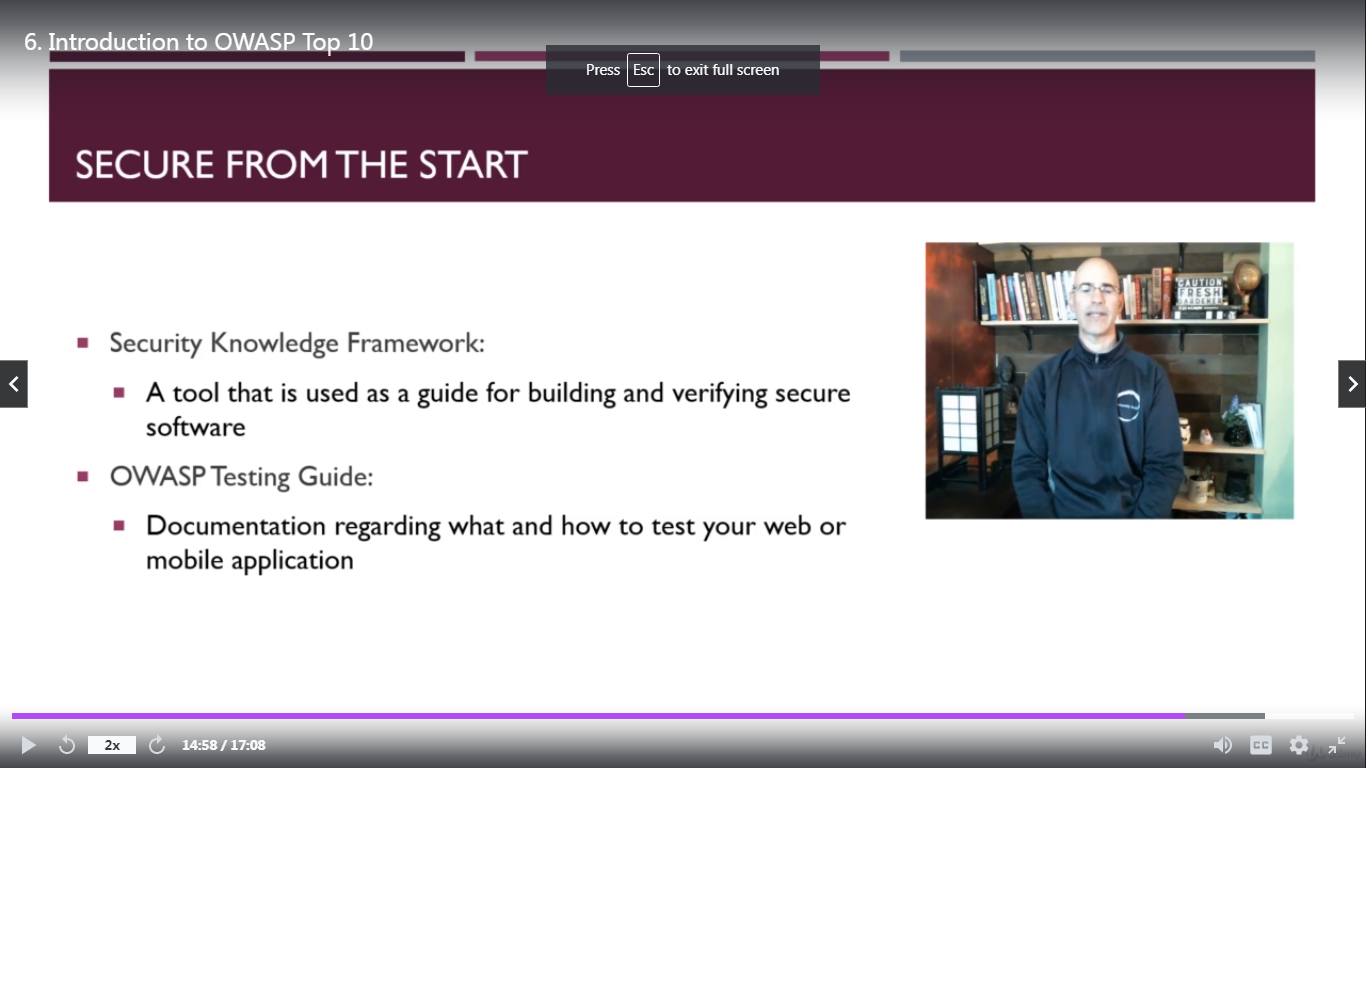 6. Introduction to OWASP Top 10
Press Esc to exit full screen
SECURE FROM THE START
Security Knowledge Framework:
A tool that is used as a guide for building and verifying secure
software
OWASP Testing Guide:
Documentation regarding what and how to test your web or
mobile application
CAUTION
FRESH
GARDENER
2x
14:58 / 17:08
CC